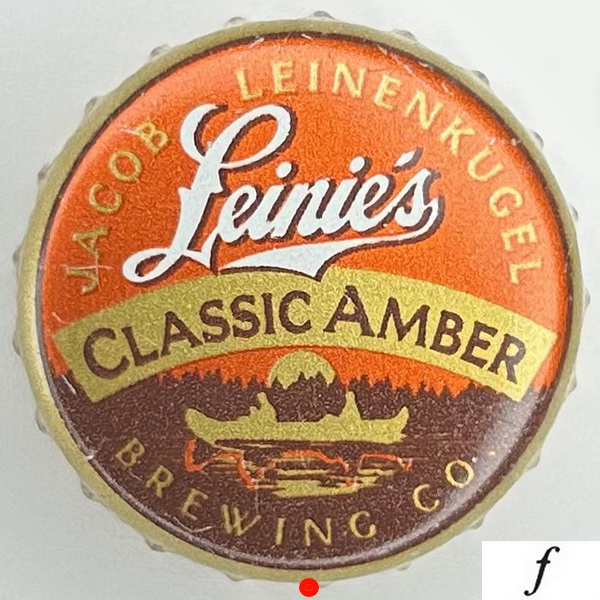 JACOB LEINENKUGEL
Leinie's
CLASSIC AMBER
BREWING CO.
f